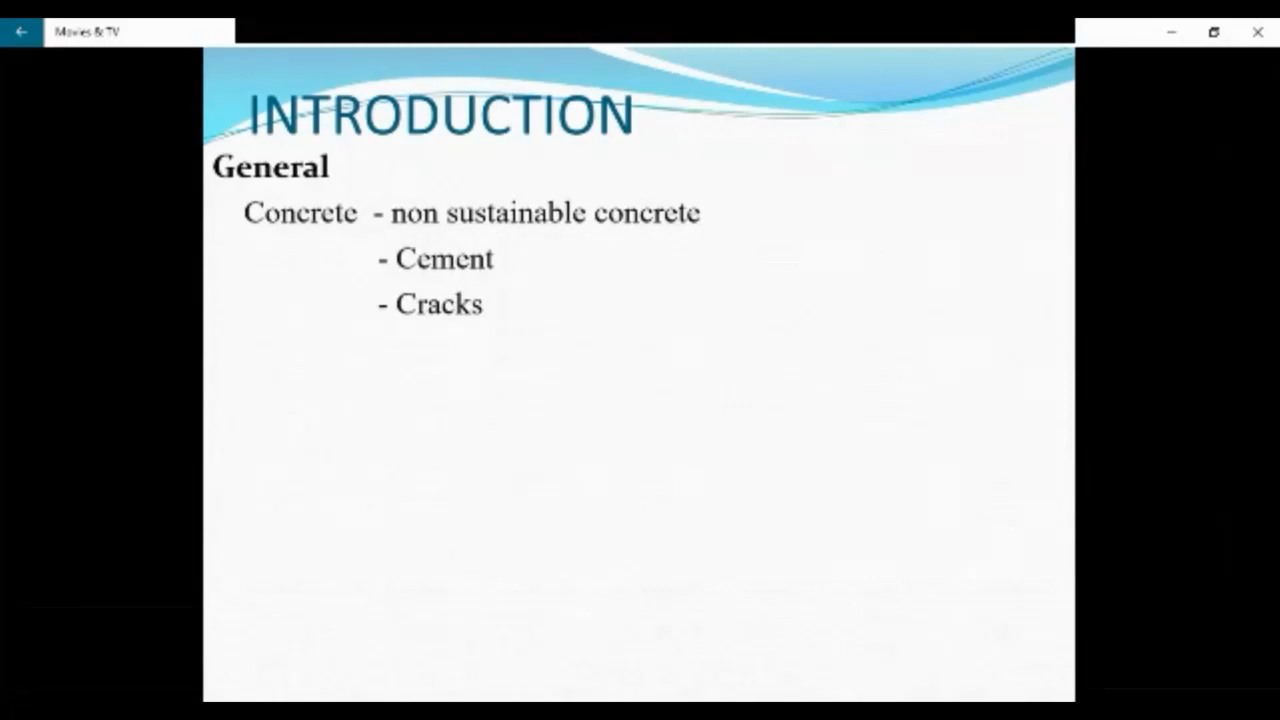 Movies & TV
INTRODUCTION
General
Concrete - non sustainable concrete
- Cement
- Cracks